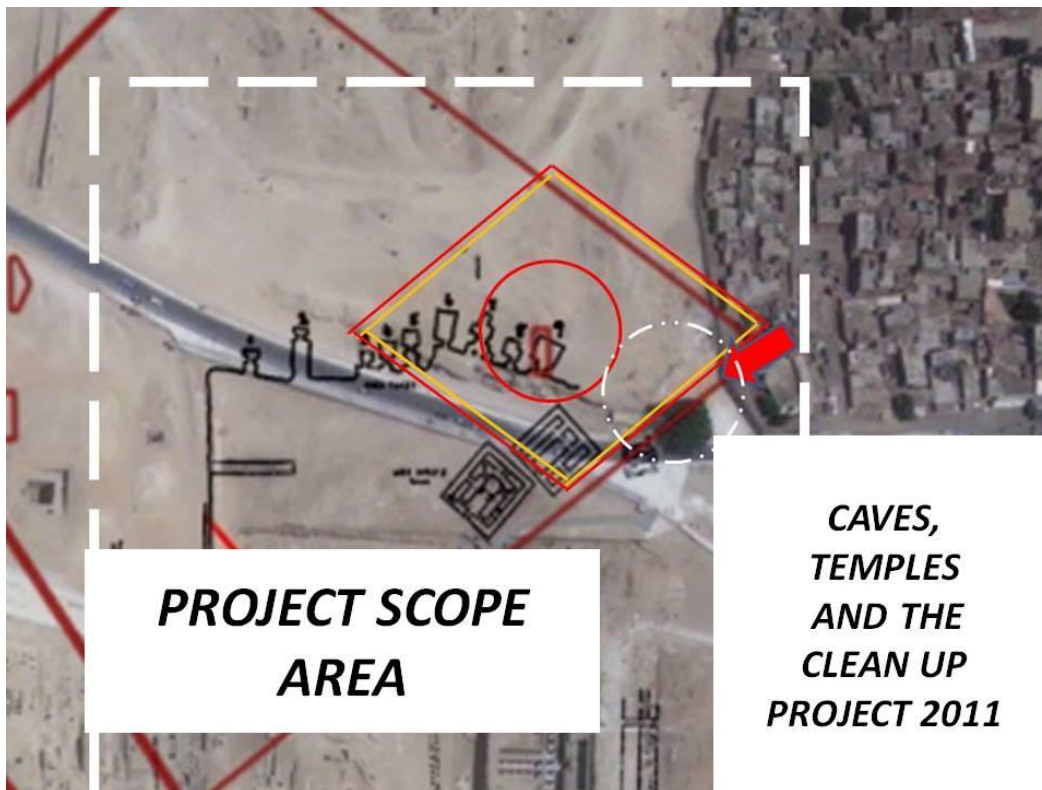 PROJECT SCOPE
AREA
CAVES,
TEMPLES
AND THE
CLEAN UP
PROJECT 2011